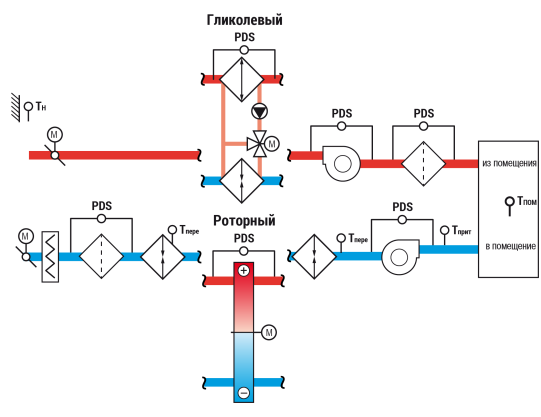 Гликолевый
PDS
Tн
M
M
PDS
PDS
из помещения
Tпом
в помещение
M
PDS
Tпере
Роторный
PDS
Tпере
PDS
Tприт
+
M
−